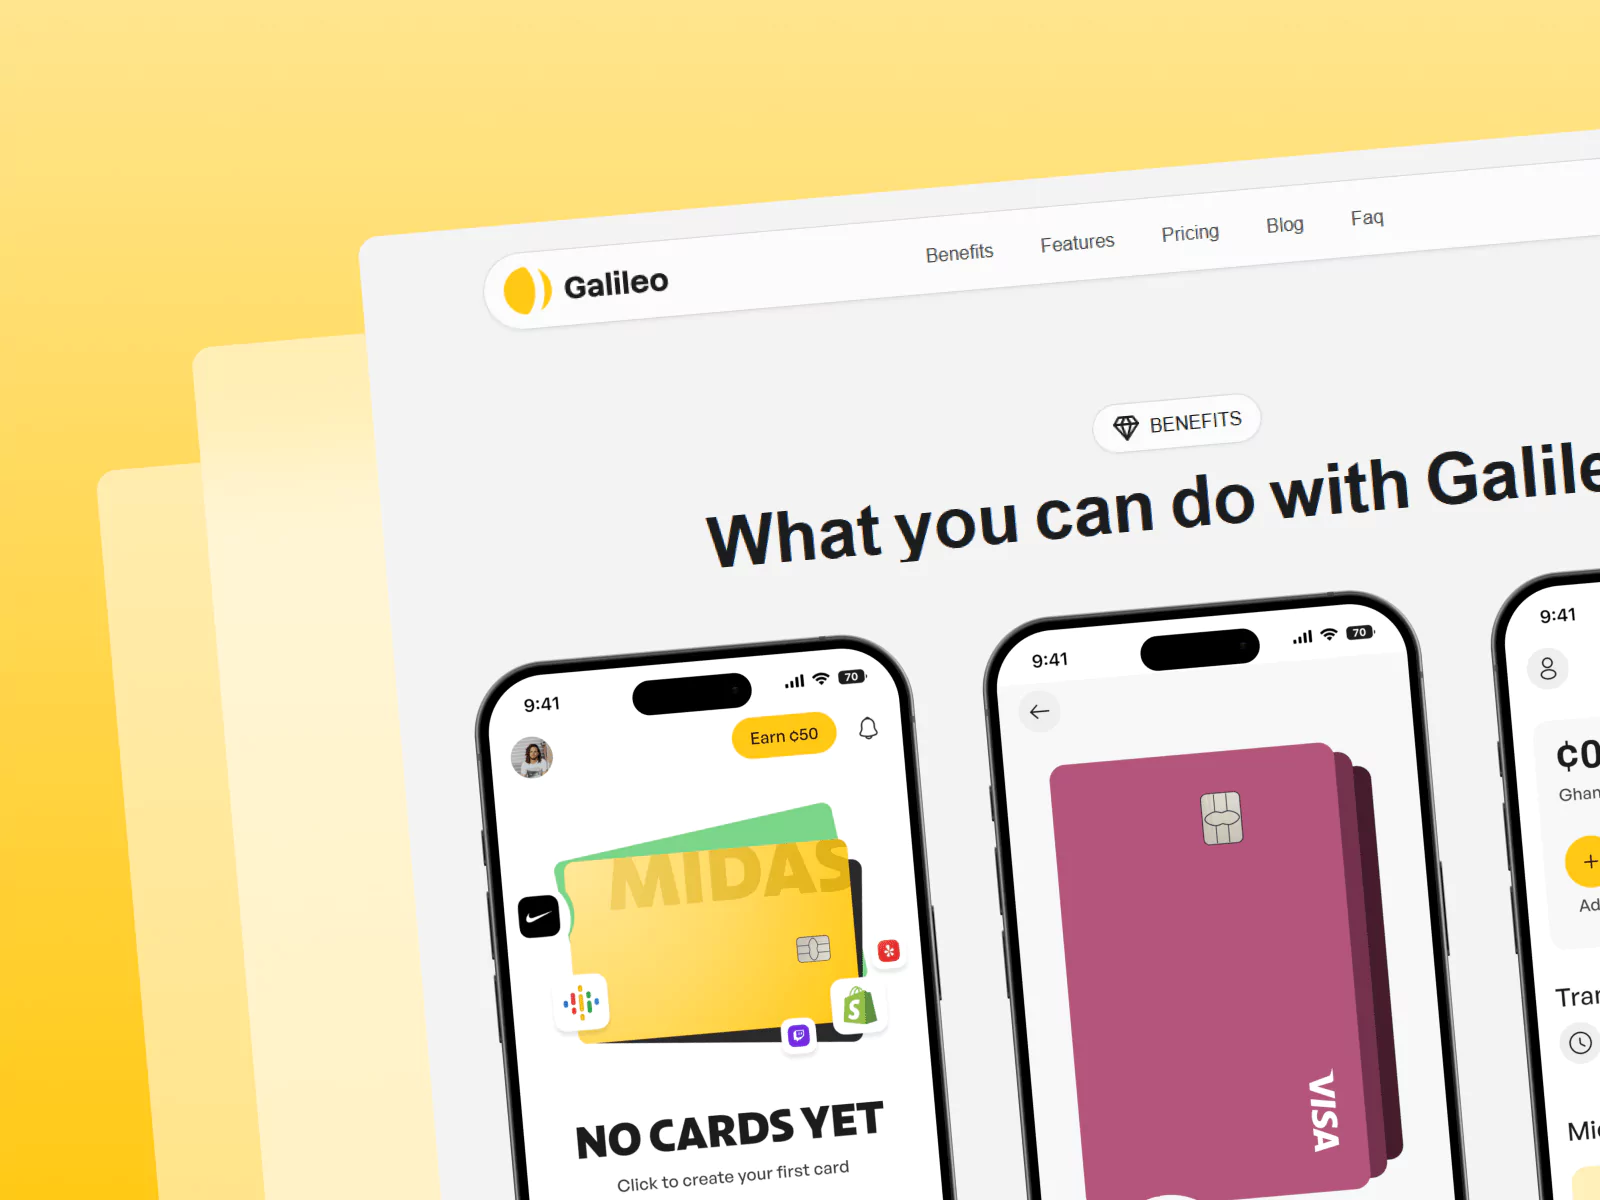 Galileo
Benefits
Features
Pricing
Blog
Faq
BENEFITS
What you can do with Galile
9:41
70
Earn ¢50
MIDAS
NO CARDS YET
Click to create your first card
9:41
70
VISA
9:41
¢0
Ghan
Ad
Tran
Mi